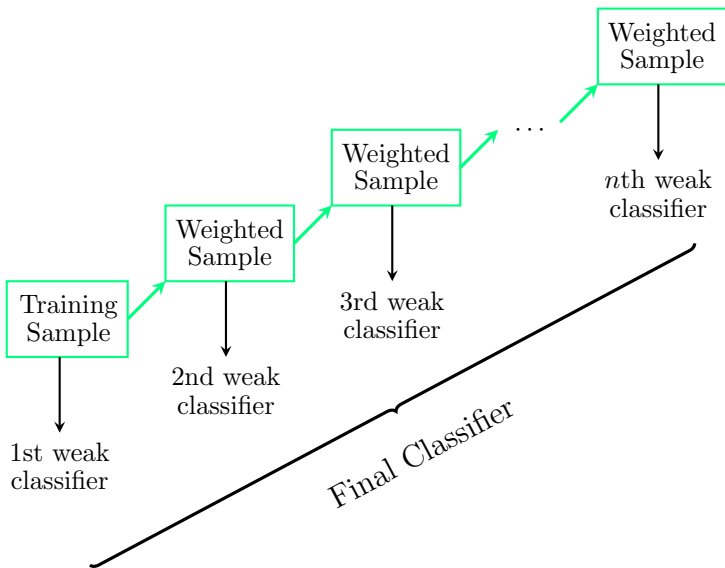 Weighted
Sample
...
Weighted
Sample
nth weak
classifier
Weighted
Sample
3rd weak
classifier
Training
Sample
2nd weak
classifier
Final Classifier
1st weak
classifier